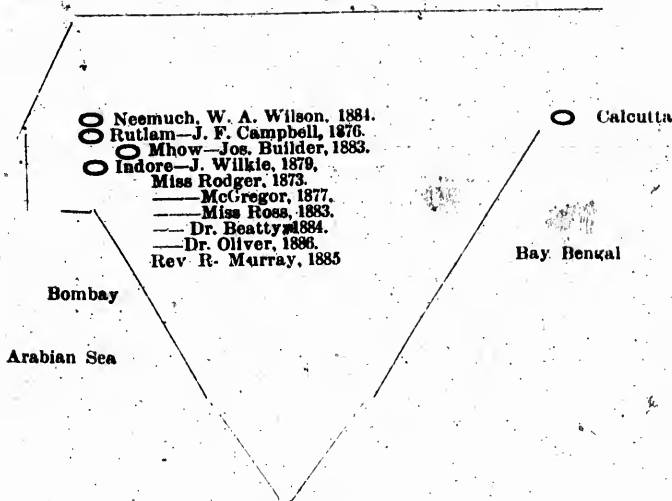 Neemuch, W. A. Wilson, 1884.
Rutlam—J. F. Campbell, 1876.
Mhow—Jos. Builder, 1883.
Indore—J. Wilkie, 1879,
Miss Rodger, 1873.
——McGregor, 1877.
——Miss Ross, 1883.
——Dr. Beatty, 1884.
——Dr. Oliver, 1886.
Rev R. Murray, 1885
Calcutta
Bay Bengal
Bombay
Arabian Sea